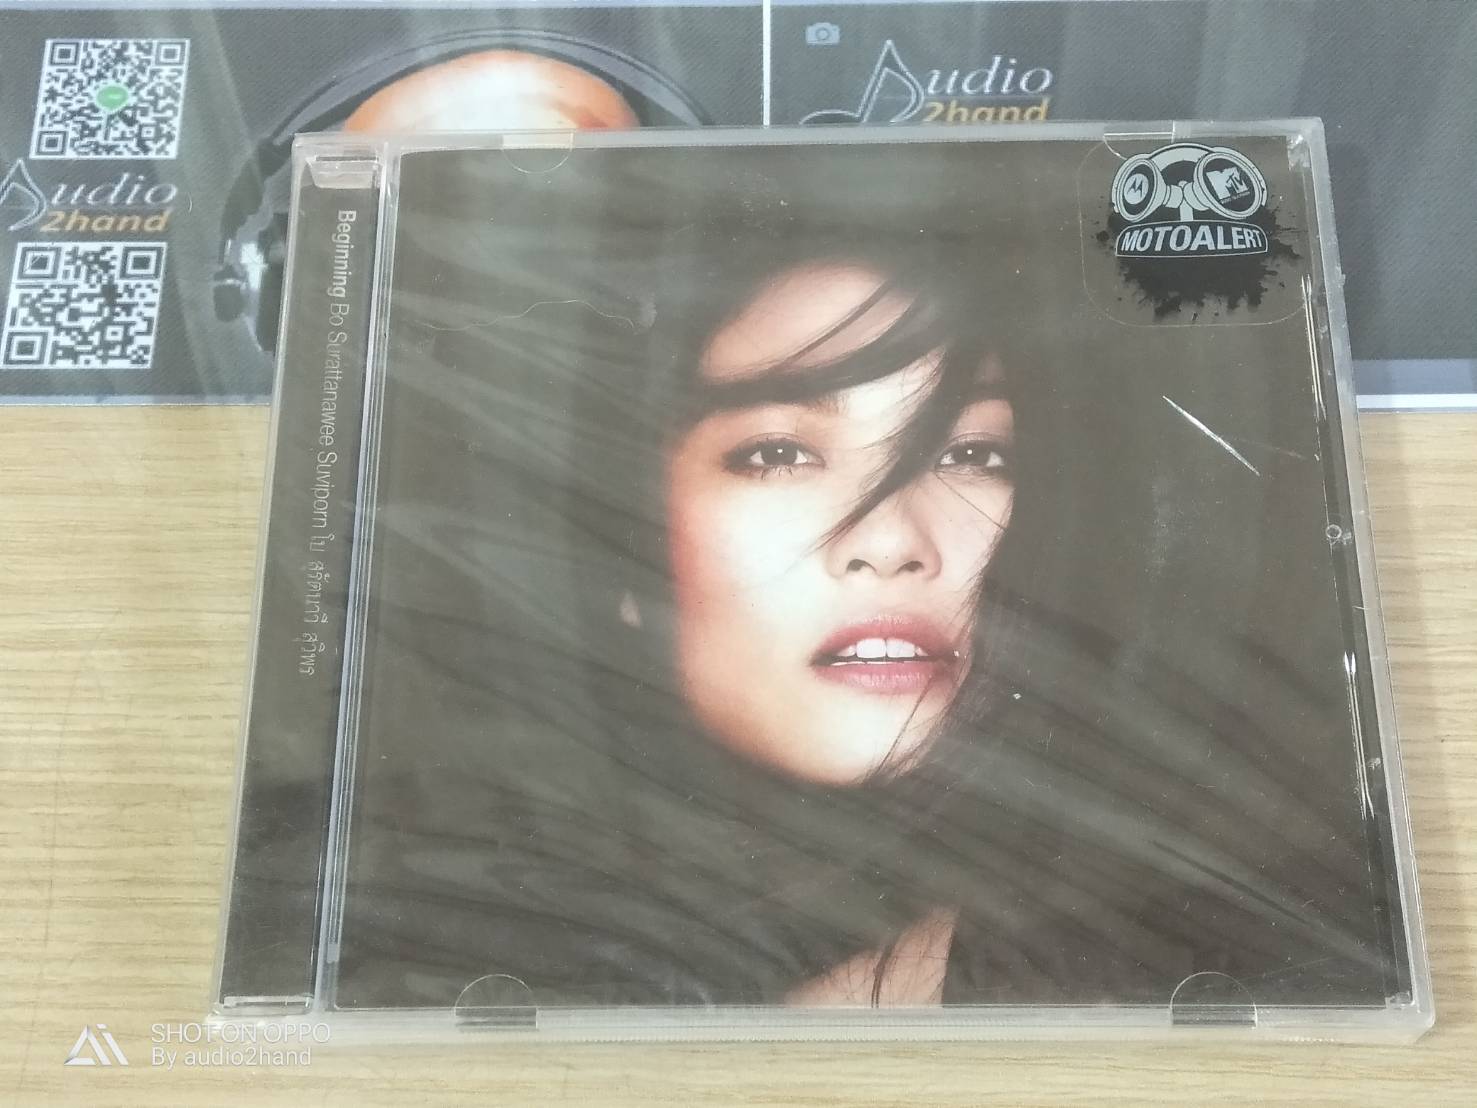 Audio
2hand
Audio
2hand
MTV
MOTOALERT
Beginning Bo Surattanawee Suviporn โบ สุรัตนาวี สุวิพร
SHOT ON OPPO
By audio2hand